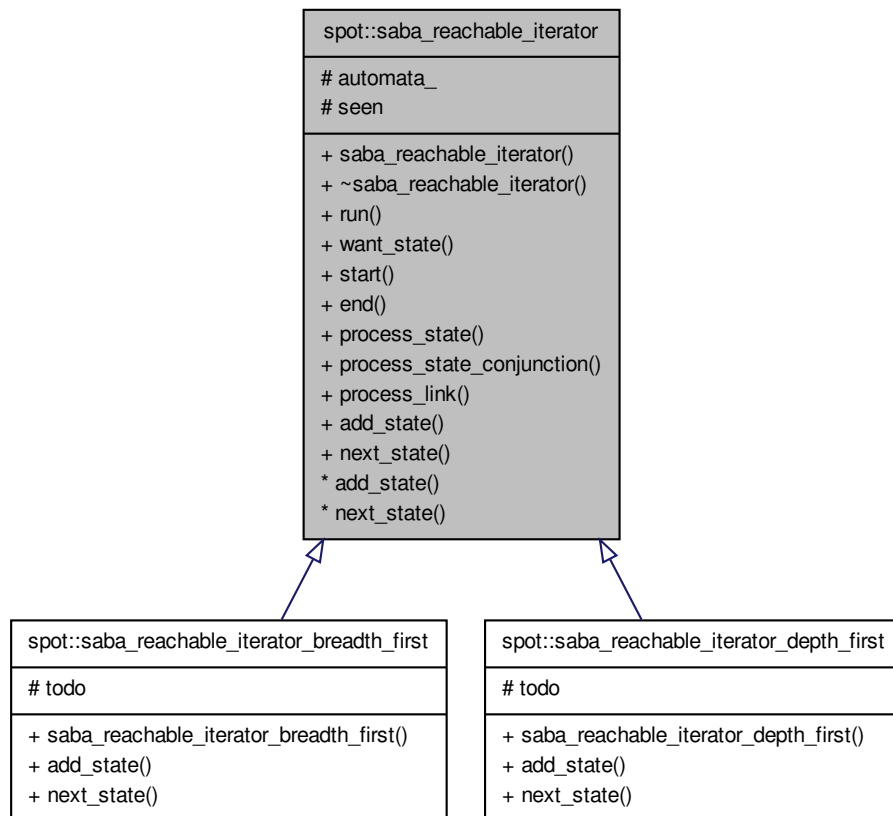 spot::saba_reachable_iterator
# automata_
# seen
+ saba_reachable_iterator()
+ ~saba_reachable_iterator()
+ run()
+ want_state()
+ start()
+ end()
+ process_state()
+ process_state_conjunction()
+ process_link()
+ add_state()
+ next_state()
* add_state()
* next_state()
spot::saba_reachable_iterator_breadth_first
# todo
+ saba_reachable_iterator_breadth_first()
+ add_state()
+ next_state()
spot::saba_reachable_iterator_depth_first
# todo
+ saba_reachable_iterator_depth_first()
+ add_state()
+ next_state()